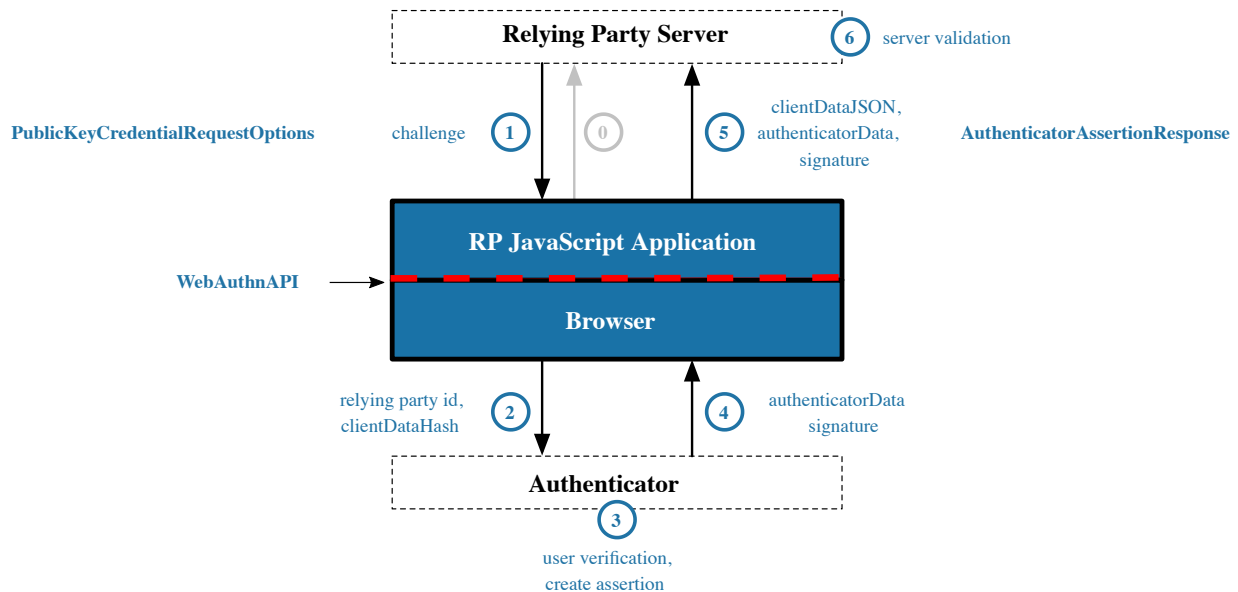 Relying Party Server
6
server validation
PublicKeyCredentialRequestOptions
challenge
1
0
5
clientDataJSON,
authenticatorData,
signature
AuthenticatorAssertionResponse
RP JavaScript Application
WebAuthnAPI
Browser
relying party id,
clientDataHash
2
4
authenticatorData
signature
Authenticator
3
user verification,
create assertion